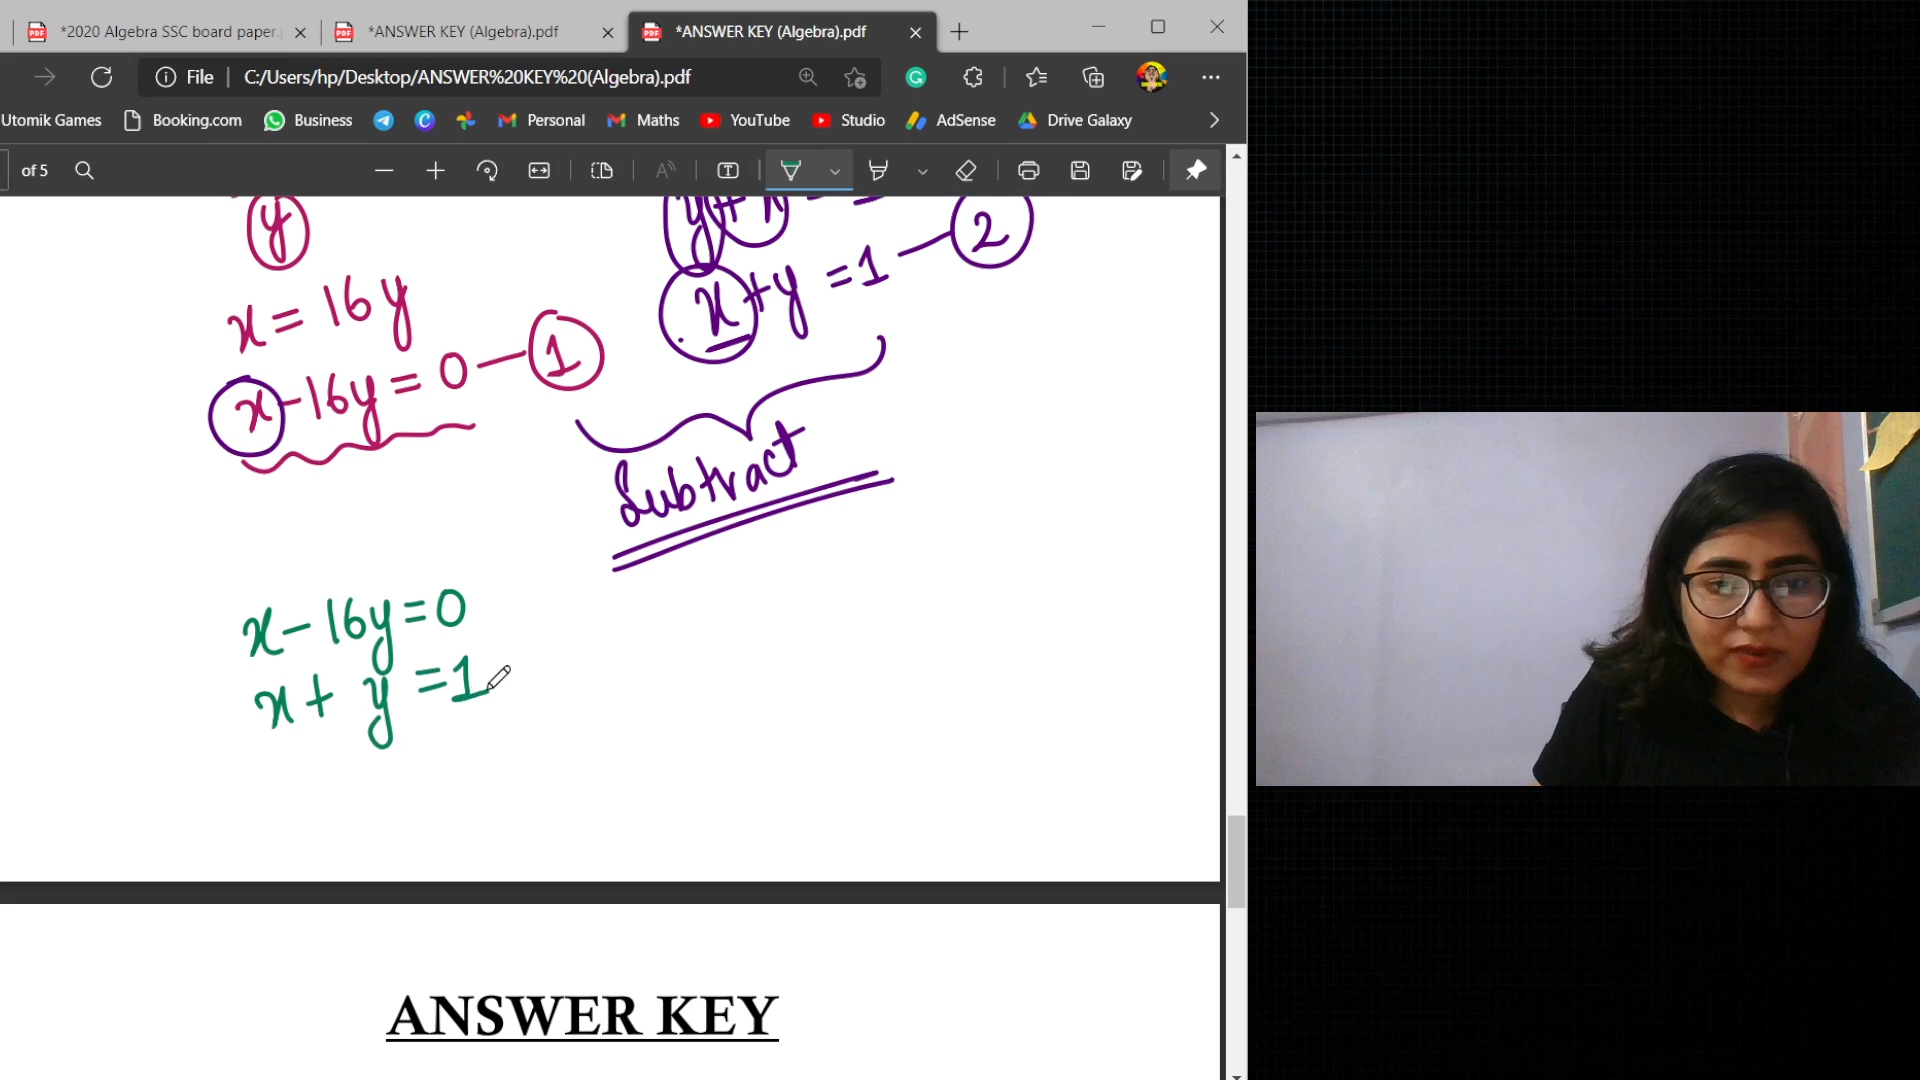 *2020 Algebra SSC board paper.p
*ANSWER KEY (Algebra).pdf
*ANSWER KEY (Algebra).pdf
File
C:/Users/hp/Desktop/ANSWER%20KEY%20(Algebra).pdf
Utomik Games
Booking.com
Business
Personal
Maths
YouTube
Studio
AdSense
Drive Galaxy
of 5
y
x = 16y
x - 16y = 0 — 1
x + y = 1 — 2
Subtract
x - 16y = 0
x + y = 1
ANSWER KEY